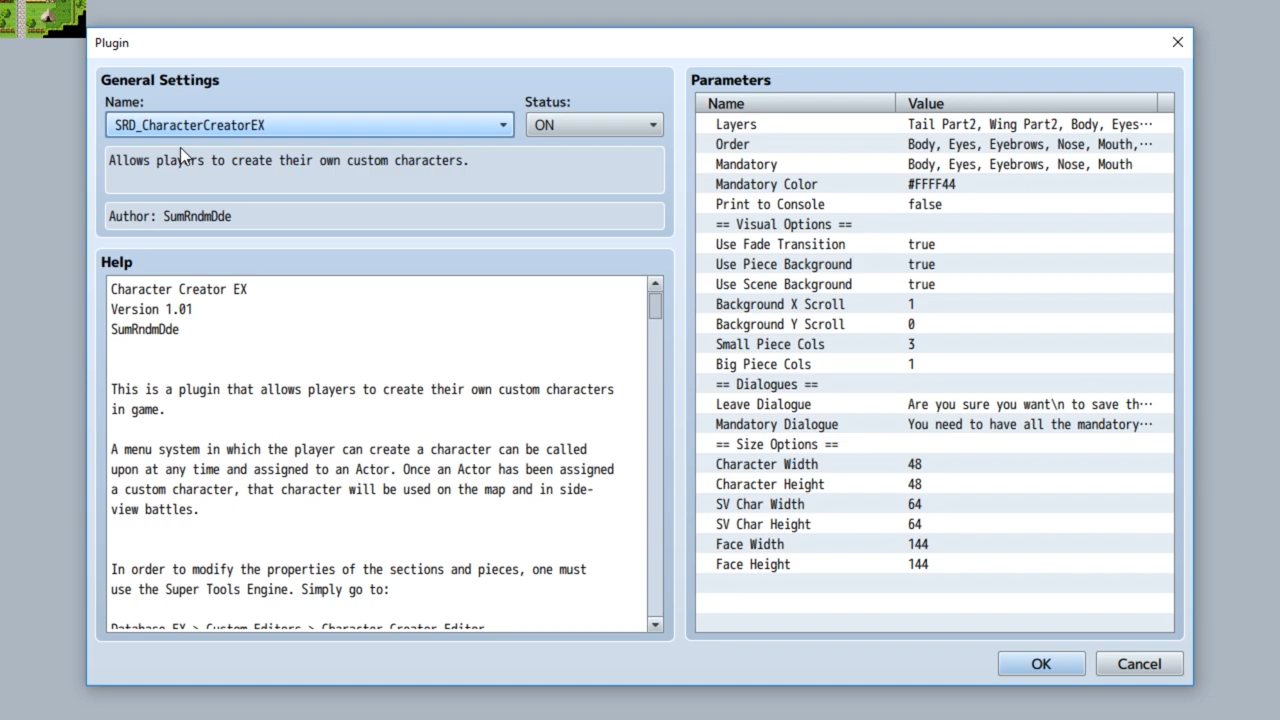 Plugin
General Settings
Name:
Status:
SRD_CharacterCreatorEX
ON
Allows players to create their own custom characters.
Author: SumRndmDde
Help
Character Creator EX
Version 1.01
SumRndmDde
This is a plugin that allows players to create their own custom characters
in game.
A menu system in which the player can create a character can be called
upon at any time and assigned to an Actor. Once an Actor has been assigned
a custom character, that character will be used on the map and in side-
view battles.
In order to modify the properties of the sections and pieces, one must
use the Super Tools Engine. Simply go to:
Database EX > Custom Editors > Character Creator Editor
Parameters
Name Value
Layers Tail Part2, Wing Part2, Body, Eyes⋯
Order Body, Eyes, Eyebrows, Nose, Mouth,⋯
Mandatory Body, Eyes, Eyebrows, Nose, Mouth
Mandatory Color #FFFF44
Print to Console false
== Visual Options ==
Use Fade Transition true
Use Piece Background true
Use Scene Background true
Background X Scroll 1
Background Y Scroll 0
Small Piece Cols 3
Big Piece Cols 1
== Dialogues ==
Leave Dialogue Are you sure you want\n to save th⋯
Mandatory Dialogue You need to have all the mandatory⋯
== Size Options ==
Character Width 48
Character Height 48
SV Char Width 64
SV Char Height 64
Face Width 144
Face Height 144
OK
Cancel